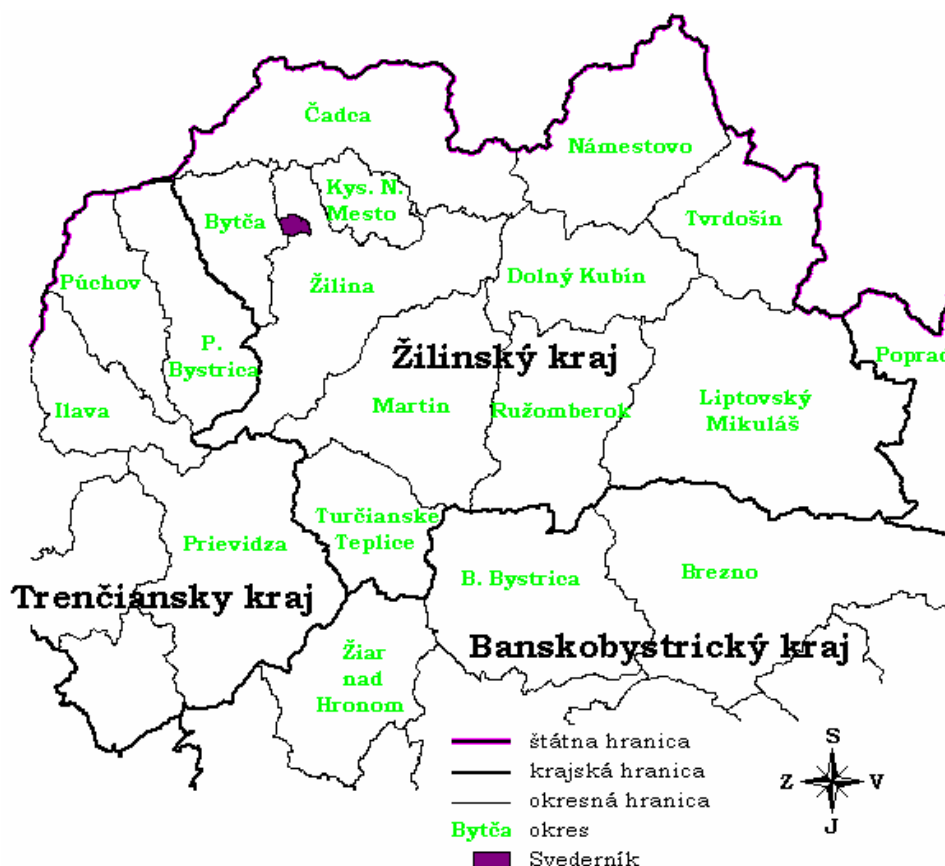 Čadca
Námestovo
Kys. N.
Mesto
Bytča
Tvrdošín
Púchov
Žilina
Dolný Kubín
P.
Bystrica
Žilinský kraj
Poprad
Ilava
Martin
Ružomberok
Liptovský
Mikuláš
Turčianske
Teplice
Prievidza
B. Bystrica
Brezno
Trenčiansky kraj
Banskobystrický kraj
Žiar
nad
Hronom
štátna hranica
krajská hranica
okresná hranica
Bytča okres
Svederník
S
Z V
J